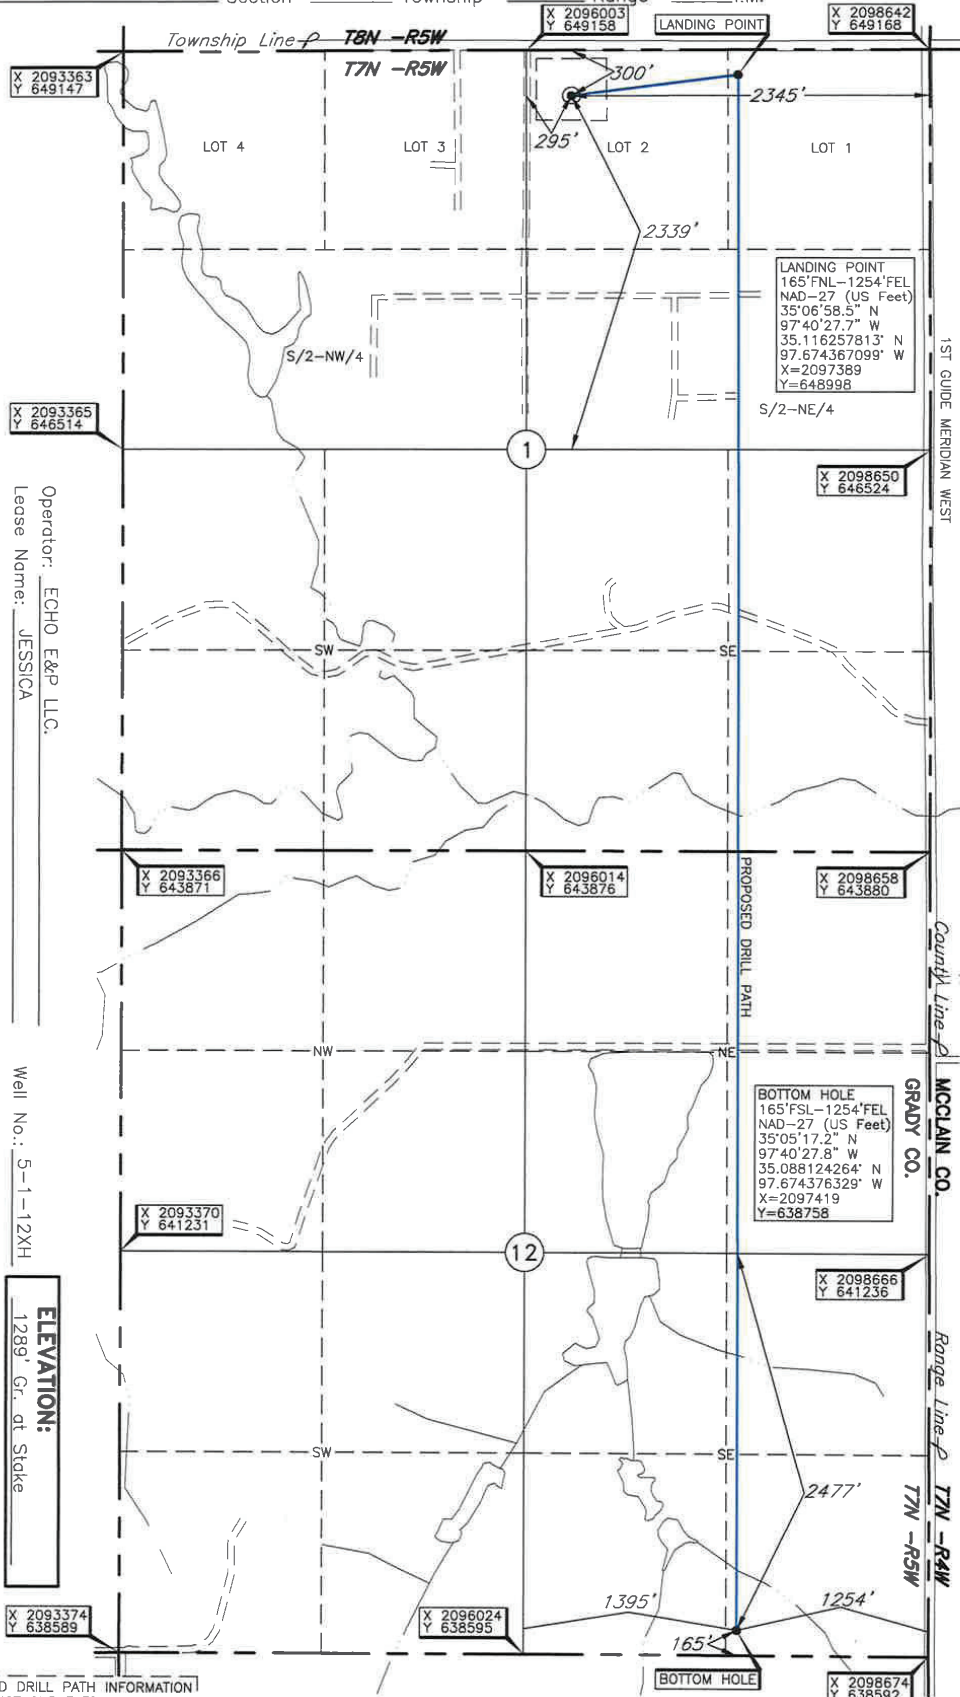 Section Township Range I.M.
X 2096003
Y 649158
LANDING POINT
X 2098642
Y 649168
Township Line
T8N -R5W
T7N -R5W
X 2093363
Y 649147
300'
2345'
295'
LOT 4
LOT 3
LOT 2
LOT 1
2339'
LANDING POINT
165'FNL-1254'FEL
NAD-27 (US Feet)
35°06'58.5" N
97°40'27.7" W
35.116257813° N
97.674367099° W
X=2097389
Y=648998
1ST GUIDE MERIDIAN WEST
S/2-NW/4
S/2-NE/4
X 2093365
Y 646514
1
X 2098650
Y 646524
Operator: ECHO E&P LLC.
Lease Name: JESSICA
SW
SE
X 2093366
Y 643871
X 2096014
Y 643876
X 2098658
Y 643880
PROPOSED DRILL PATH
County Line
NW
NE
MCCLAIN CO.
GRADY CO.
BOTTOM HOLE
165'FSL-1254'FEL
NAD-27 (US Feet)
35°05'17.2" N
97°40'27.8" W
35.088124264° N
97.674376329° W
X=2097419
Y=638758
Well No.: 5-1-12XH
X 2093370
Y 641231
12
X 2098666
Y 641236
ELEVATION:
1289' Gr. at Stake
Range Line
T7N -R4W
T7N -R5W
SW
SE
2477'
1395'
1254'
165'
X 2093374
Y 638589
X 2096024
Y 638595
BOTTOM HOLE
X 2098674
Y 638592
D DRILL PATH INFORMATION